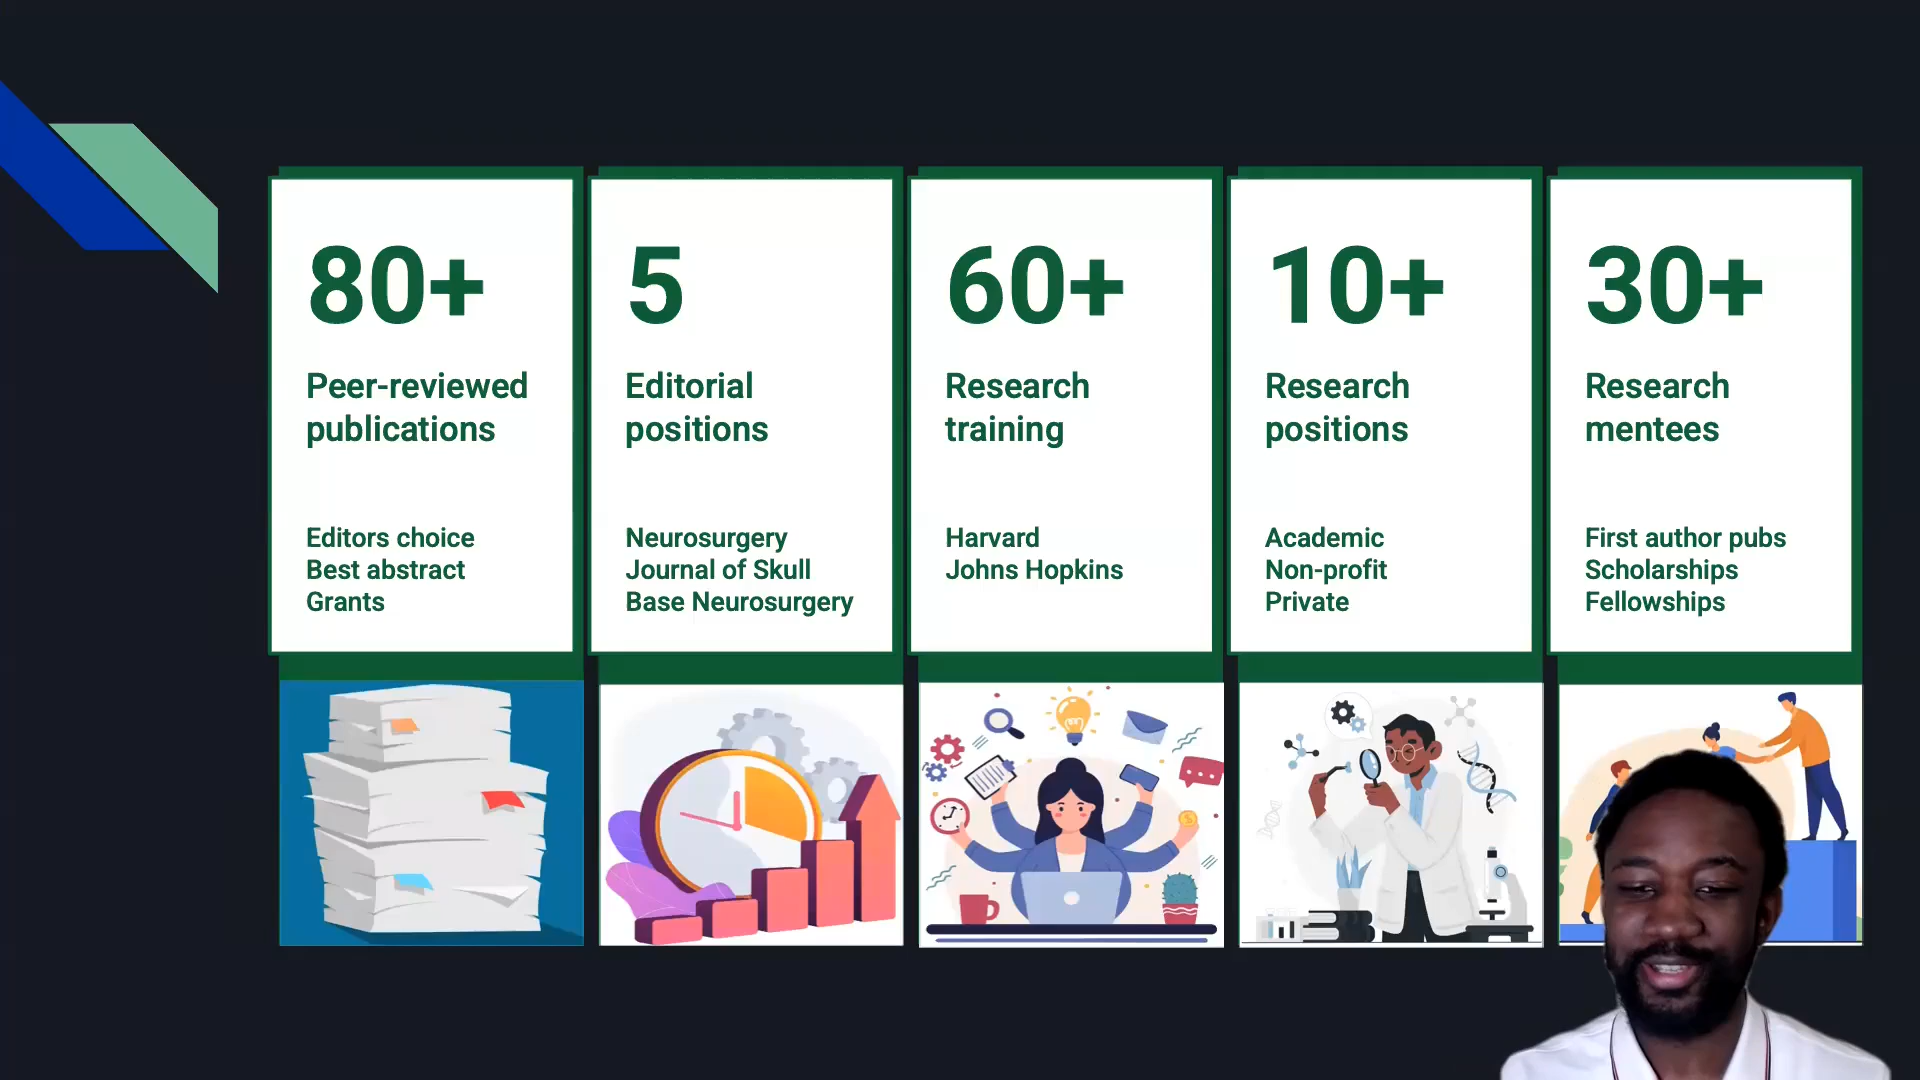 80+
Peer-reviewed
publications
Editors choice
Best abstract
Grants
5
Editorial
positions
Neurosurgery
Journal of Skull
Base Neurosurgery
60+
Research
training
Harvard
Johns Hopkins
10+
Research
positions
Academic
Non-profit
Private
30+
Research
mentees
First author pubs
Scholarships
Fellowships